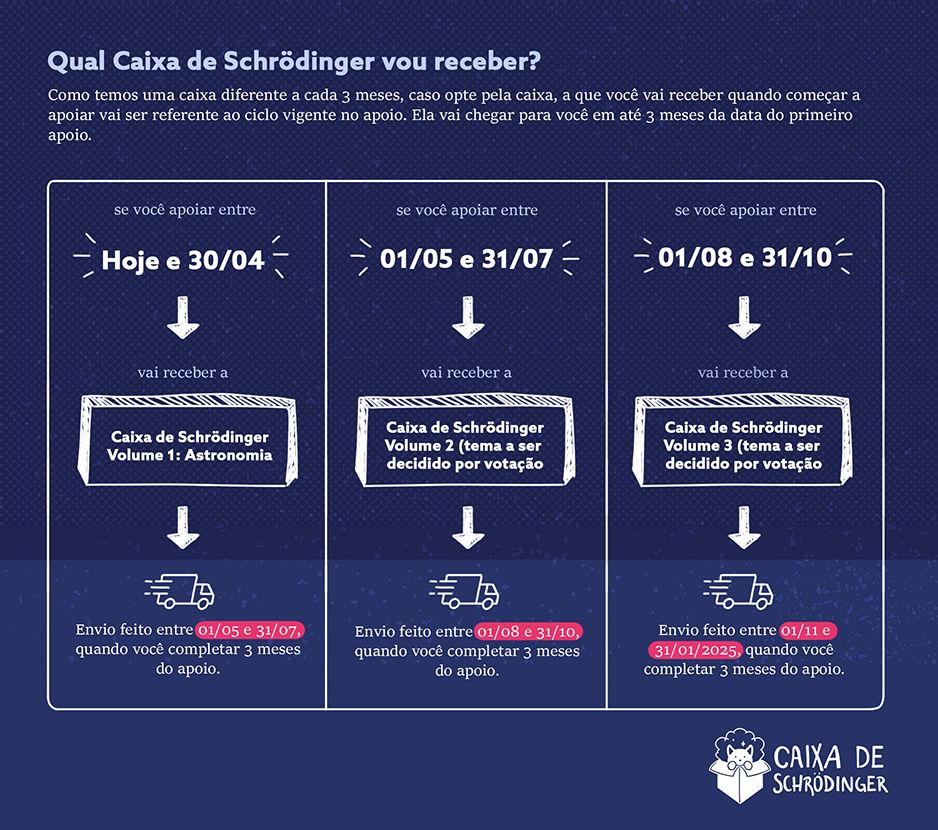 Qual Caixa de Schrödinger vou receber?
Como temos uma caixa diferente a cada 3 meses, caso opte pela caixa, a que você vai receber quando começar a
apoiar vai ser referente ao ciclo vigente no apoio. Ela vai chegar para você em até 3 meses da data do primeiro
apoio.
se você apoiar entre
Hoje e 30/04
vai receber a
Caixa de Schrödinger
Volume 1: Astronomia
Envio feito entre 01/05 e 31/07,
quando você completar 3 meses
do apoio.
se você apoiar entre
01/05 e 31/07
vai receber a
Caixa de Schrödinger
Volume 2 (tema a ser
decidido por votação
Envio feito entre 01/08 e 31/10,
quando você completar 3 meses
do apoio.
se você apoiar entre
01/08 e 31/10
vai receber a
Caixa de Schrödinger
Volume 3 (tema a ser
decidido por votação
Envio feito entre 01/11 e
31/01/2025, quando você
completar 3 meses do apoio.
CAIXA DE
SCHRÖDINGER